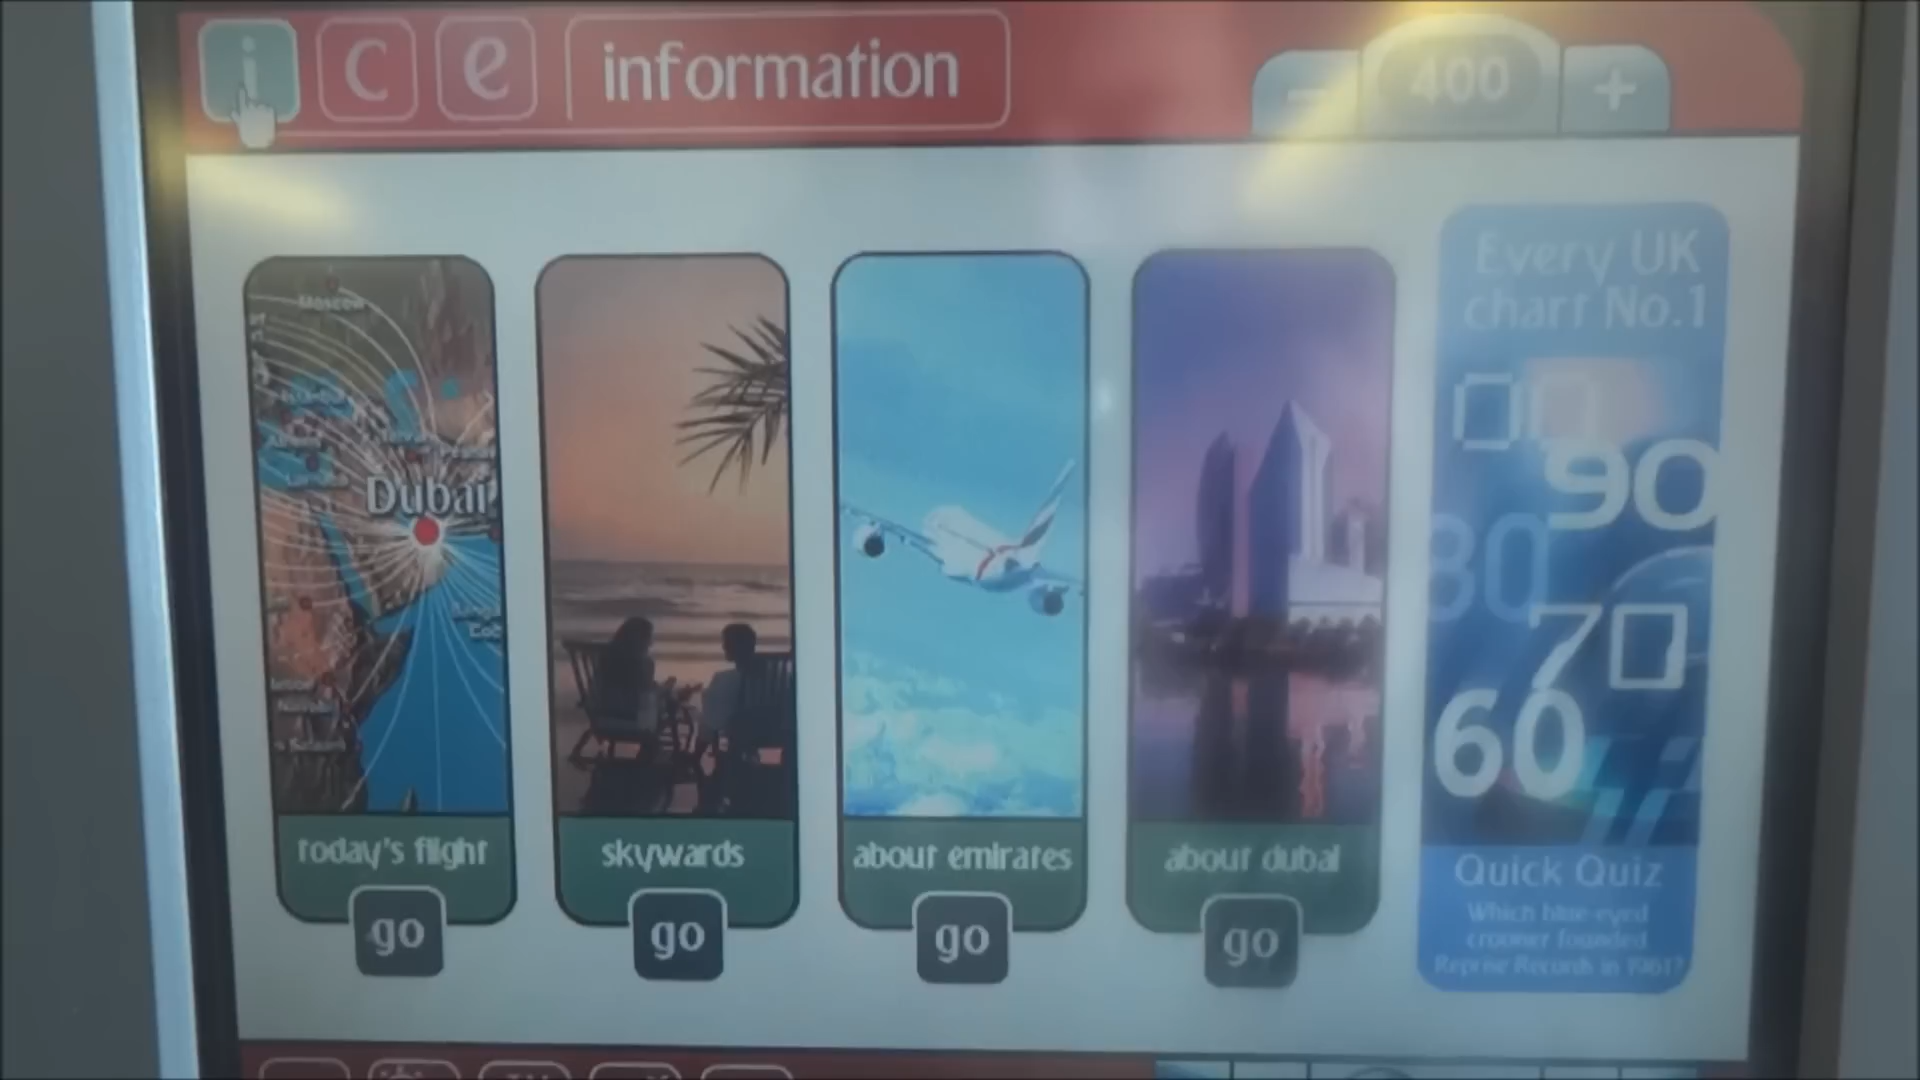 i
c
e
information
-
400
+
Moscow
Dubai
today's flight
go
skywards
go
about emirates
go
about dubai
go
Every UK
chart No.1
90
80
70
60
Quick Quiz
Which blue-eyed
crooner founded
Reprise Records in 1961?